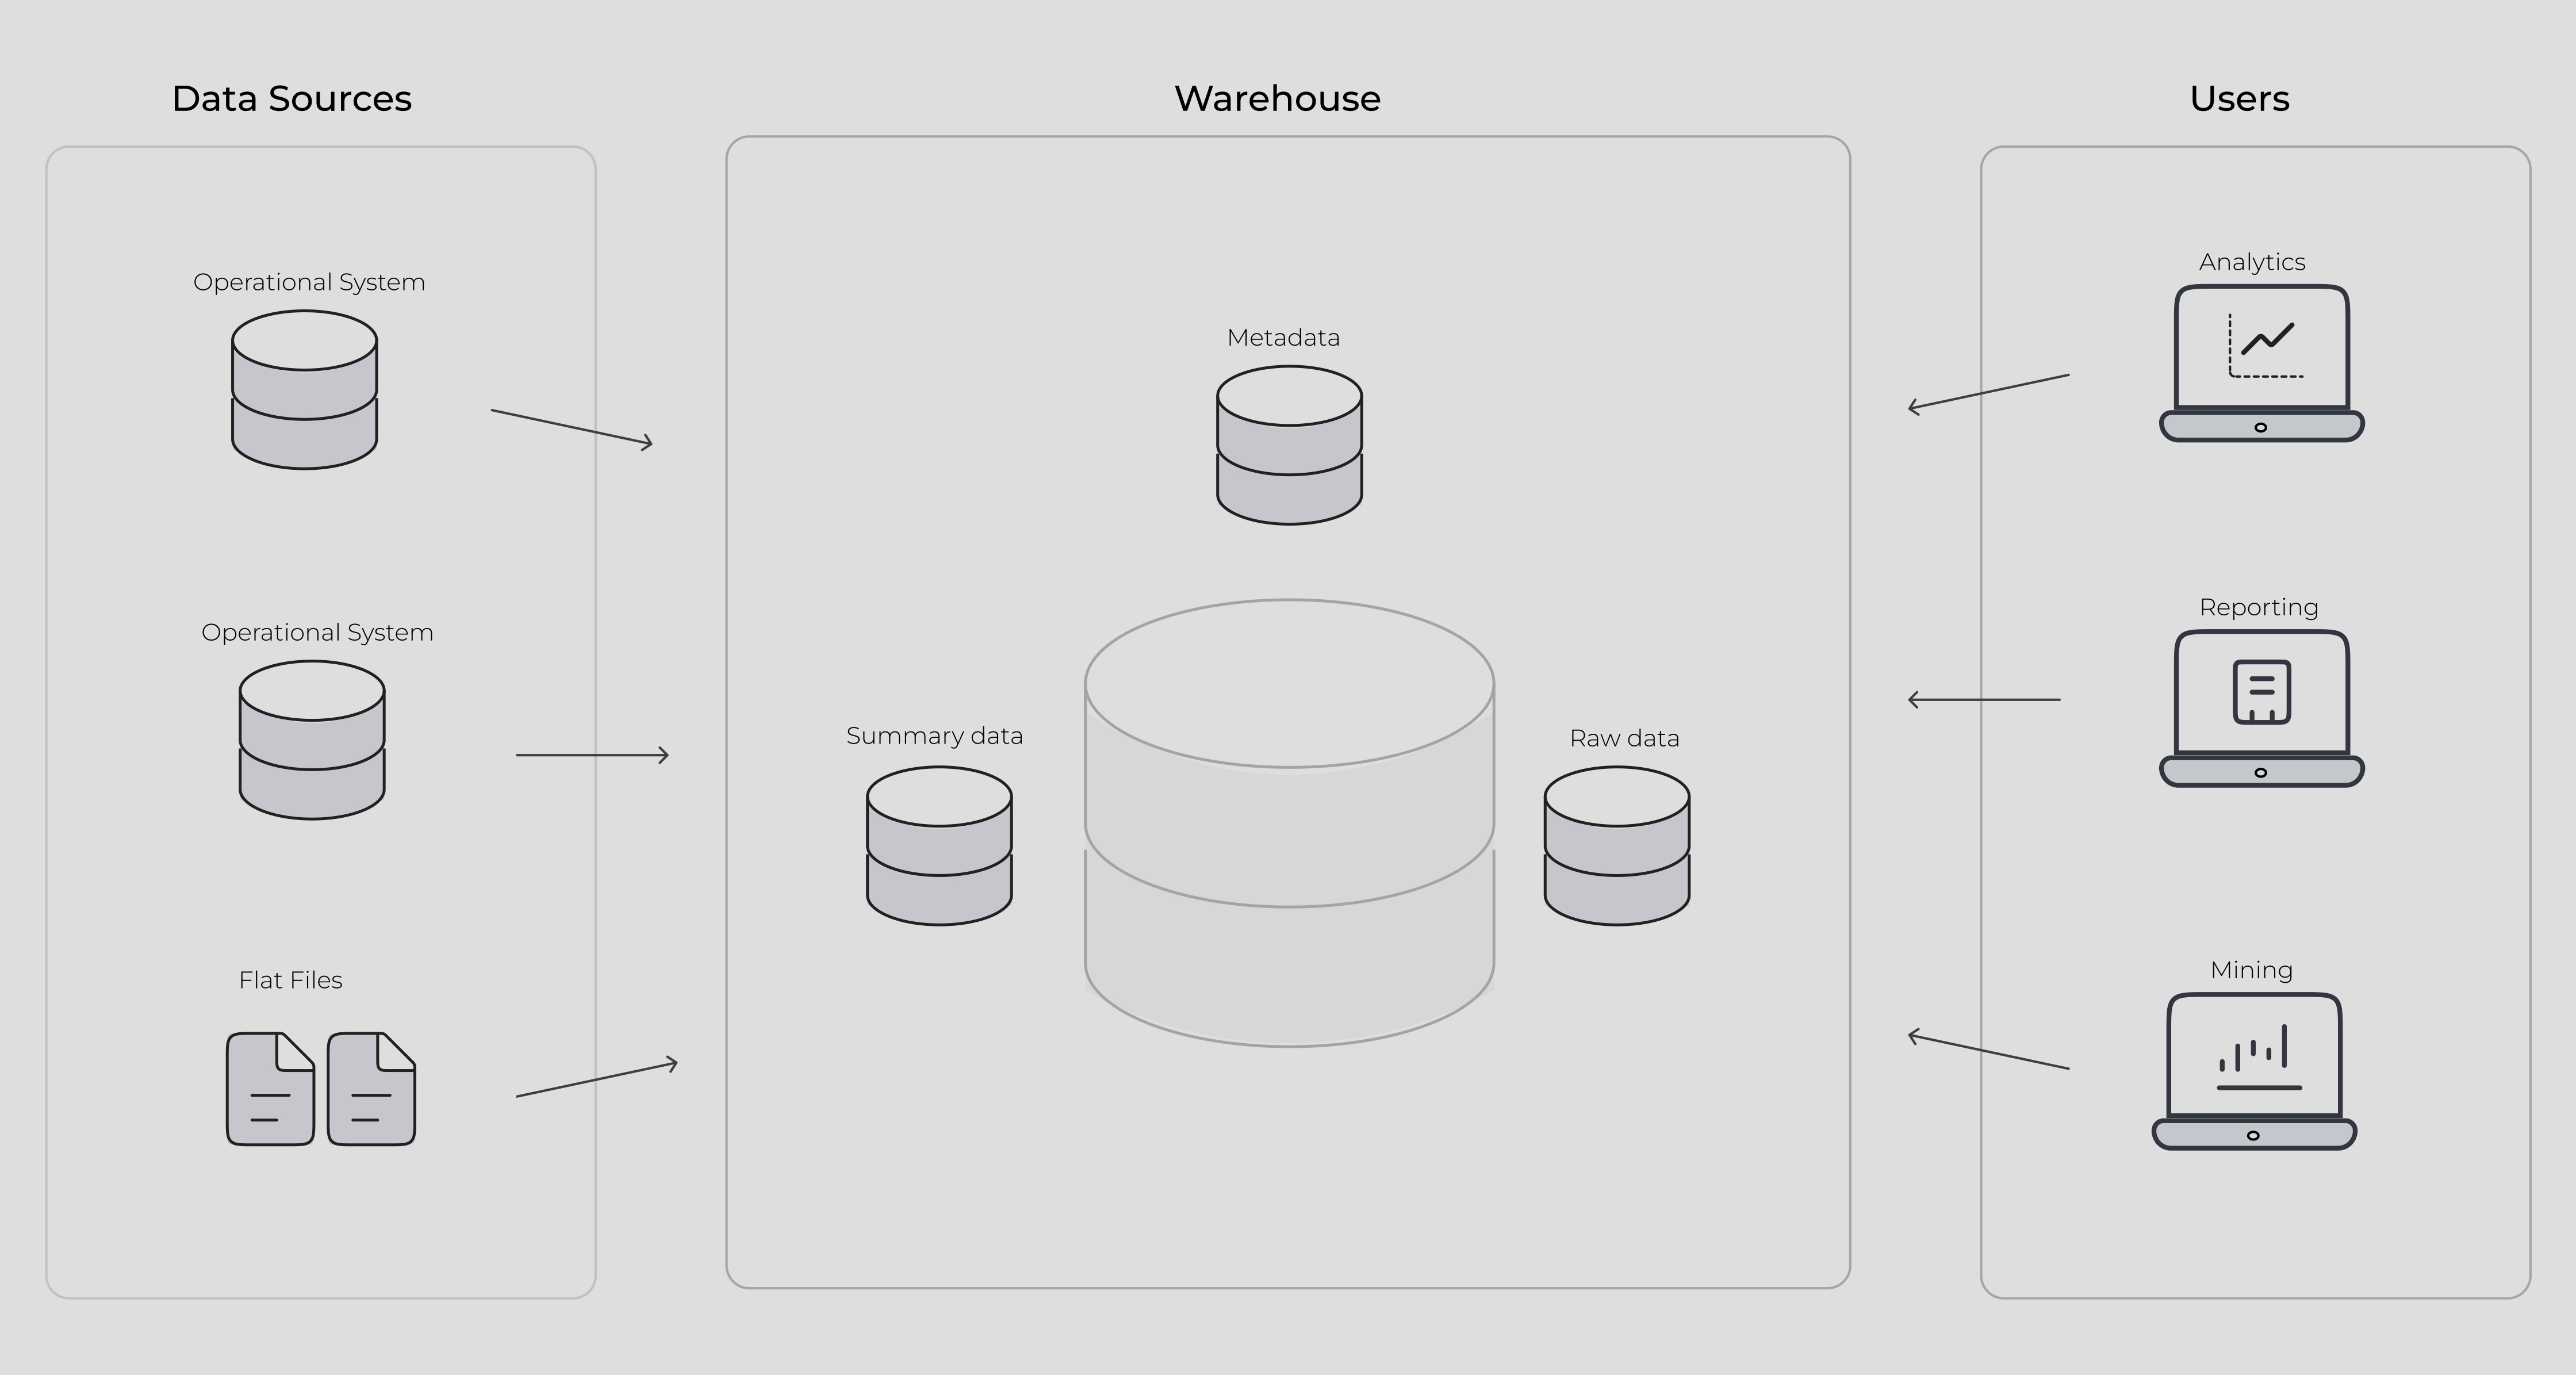 Data Sources
Warehouse
Users
Operational System
Operational System
Flat Files
Metadata
Summary data
Raw data
Analytics
Reporting
Mining